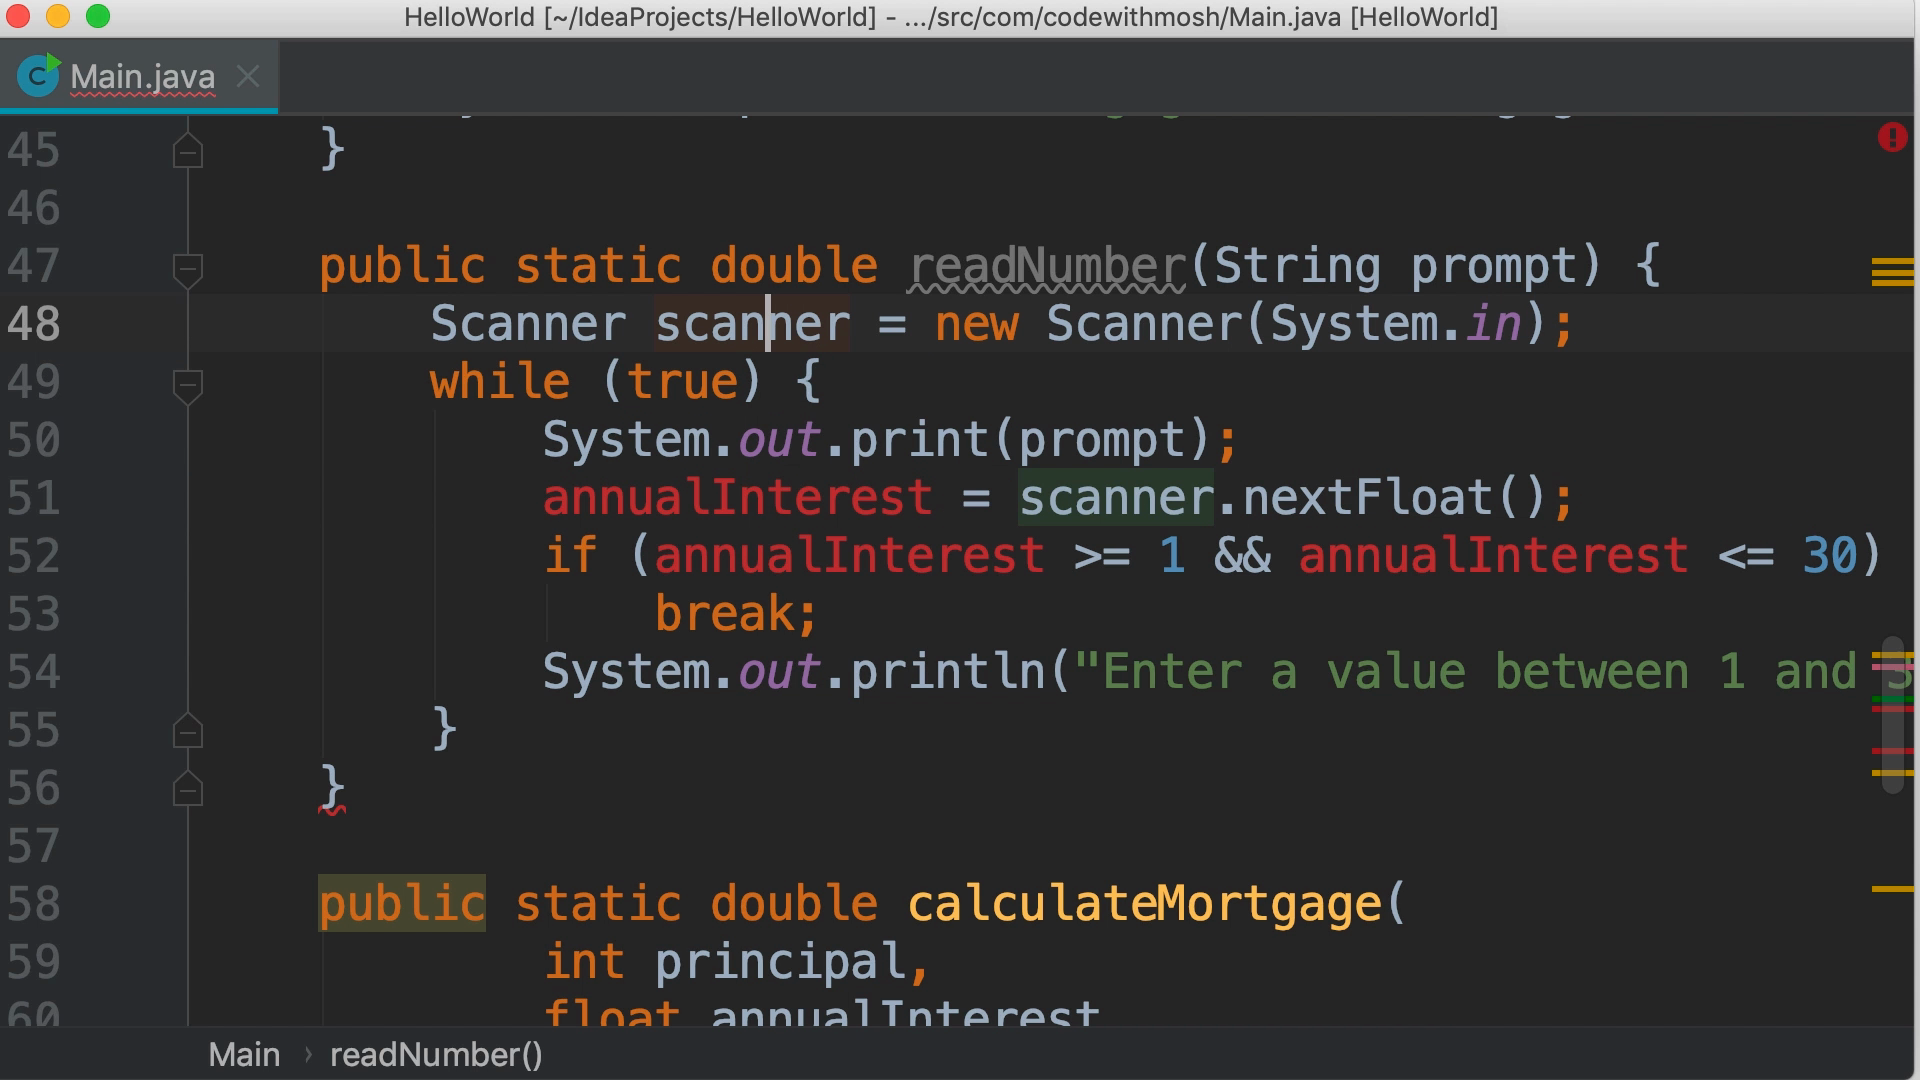 HelloWorld [~/IdeaProjects/HelloWorld] - .../src/com/codewithmosh/Main.java [HelloWorld]
C Main.java
45 }
46
47 public static double readNumber(String prompt) {
48 Scanner scanner = new Scanner(System.in);
49 while (true) {
50 System.out.print(prompt);
51 annualInterest = scanner.nextFloat();
52 if (annualInterest >= 1 && annualInterest <= 30)
53 break;
54 System.out.println("Enter a value between 1 and 3
55 }
56 }
57
58 public static double calculateMortgage(
59 int principal,
60 float annualInterest
Main › readNumber()